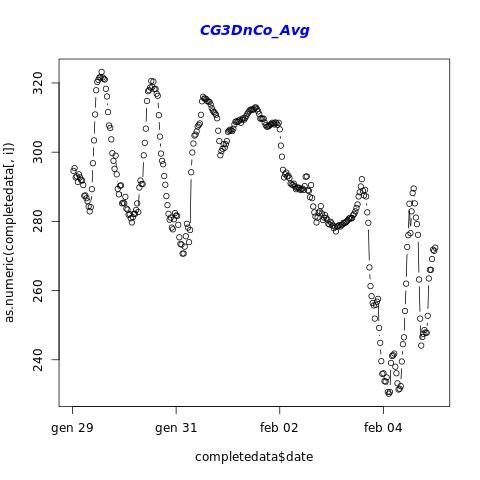 CG3DnCo_Avg
as.numeric(completedata[, i])
320
300
280
260
240
gen 29
gen 31
feb 02
feb 04
completedata$date